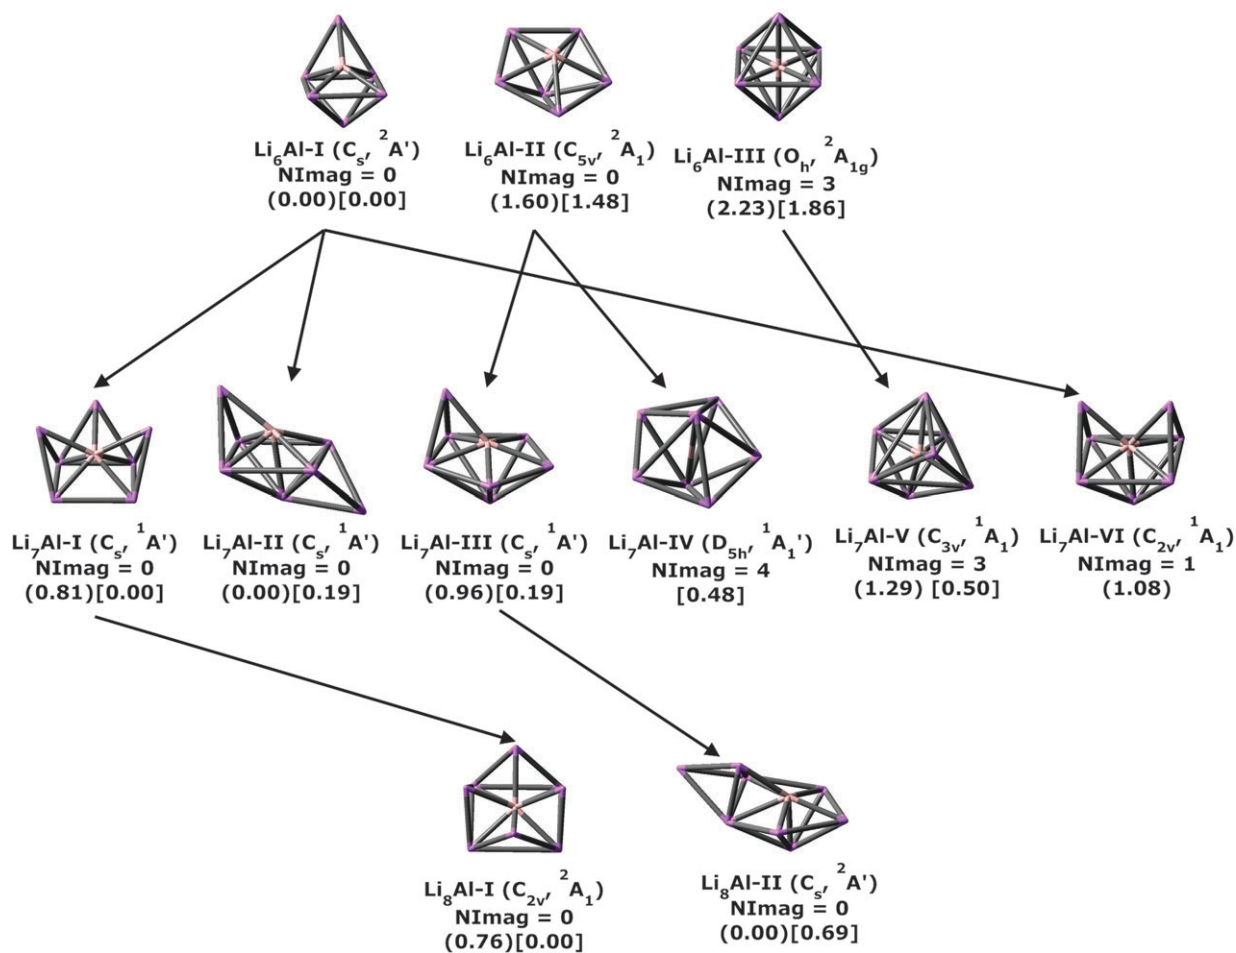 Li₆Al-I (Cₛ, ²A')
NImag = 0
(0.00)[0.00]
Li₆Al-II (C₅ᵥ, ²A₁)
NImag = 0
(1.60)[1.48]
Li₆Al-III (Oₕ, ²A₁g)
NImag = 3
(2.23)[1.86]
Li₇Al-I (Cₛ, ¹A')
NImag = 0
(0.81)[0.00]
Li₇Al-II (Cₛ, ¹A')
NImag = 0
(0.00)[0.19]
Li₇Al-III (Cₛ, ¹A')
NImag = 0
(0.96)[0.19]
Li₇Al-IV (D₅ₕ, ¹A₁')
NImag = 4
[0.48]
Li₇Al-V (C₃ᵥ, ¹A₁)
NImag = 3
(1.29) [0.50]
Li₇Al-VI (C₂ᵥ, ¹A₁)
NImag = 1
(1.08)
Li₈Al-I (C₂ᵥ, ²A₁)
NImag = 0
(0.76)[0.00]
Li₈Al-II (Cₛ, ²A')
NImag = 0
(0.00)[0.69]